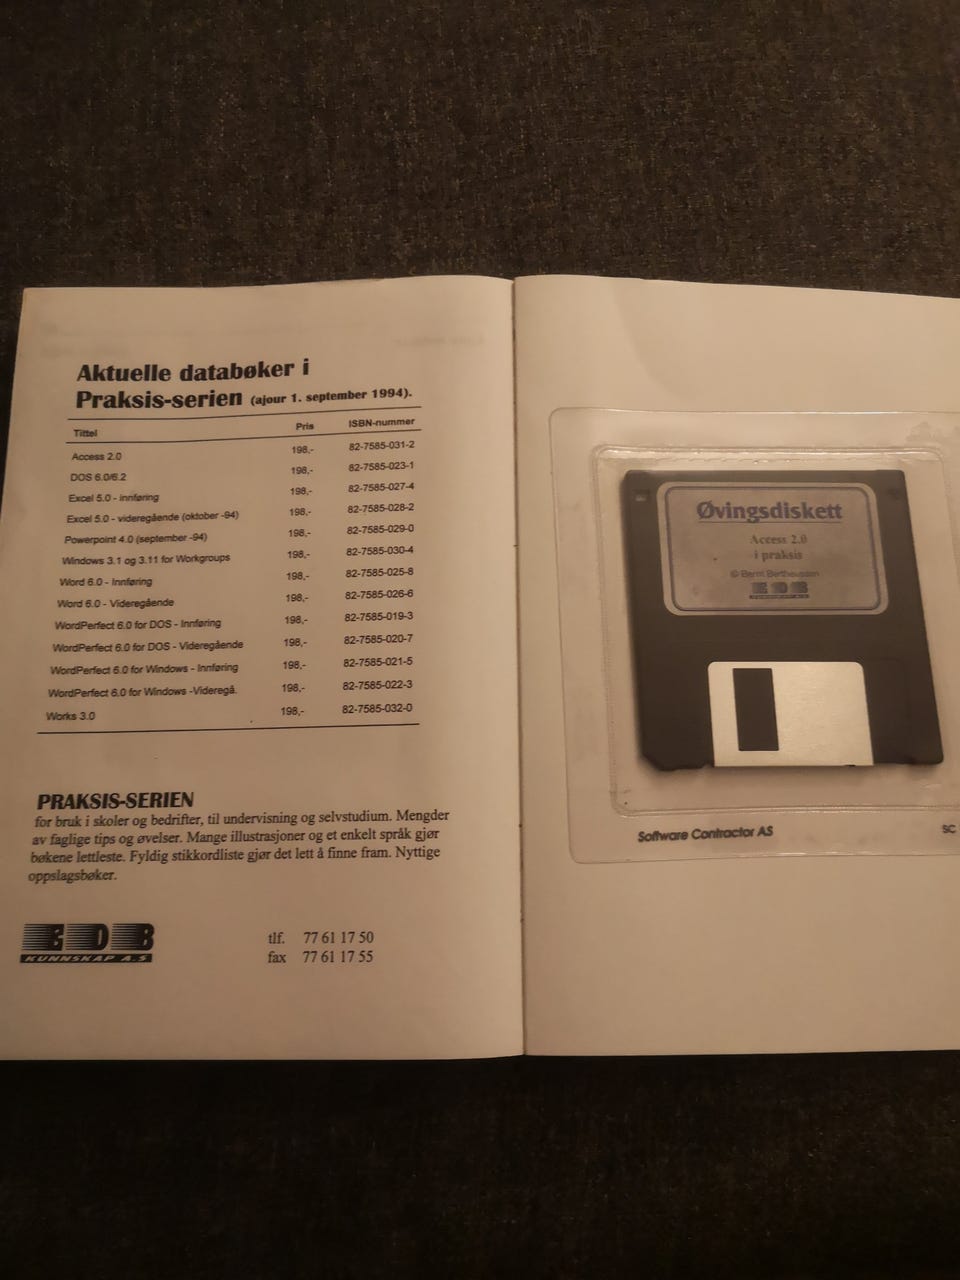 Aktuelle databøker i
Praksis-serien (ajour 1. september 1994).
Tittel Pris ISBN-nummer
Access 2.0 198,- 82-7585-031-2
DOS 6.0/6.2 198,- 82-7585-023-1
Excel 5.0 - innføring 198,- 82-7585-027-4
Excel 5.0 - videregående (oktober -94) 198,- 82-7585-028-2
Powerpoint 4.0 (september -94) 198,- 82-7585-029-0
Windows 3.1 og 3.11 for Workgroups 198,- 82-7585-030-4
Word 6.0 - Innføring 198,- 82-7585-025-8
Word 6.0 - Videregående 198,- 82-7585-026-6
WordPerfect 6.0 for DOS - Innføring 198,- 82-7585-019-3
WordPerfect 6.0 for DOS - Videregående 198,- 82-7585-020-7
WordPerfect 6.0 for Windows - Innføring 198,- 82-7585-021-5
WordPerfect 6.0 for Windows -Videregå. 198,- 82-7585-022-3
Works 3.0 198,- 82-7585-032-0
PRAKSIS-SERIEN
for bruk i skoler og bedrifter, til undervisning og selvstudium. Mengder
av faglige tips og øvelser. Mange illustrasjoner og et enkelt språk gjør
bøkene lettleste. Fyldig stikkordliste gjør det lett å finne fram. Nyttige
oppslagsbøker.
EDB
KUNNSKAP A.S
tlf. 77 61 17 50
fax 77 61 17 55
Øvingsdiskett
Access 2.0
i praksis
© Bernt Bertheussen
EDB
KUNNSKAP A.S
Software Contractor AS
SC